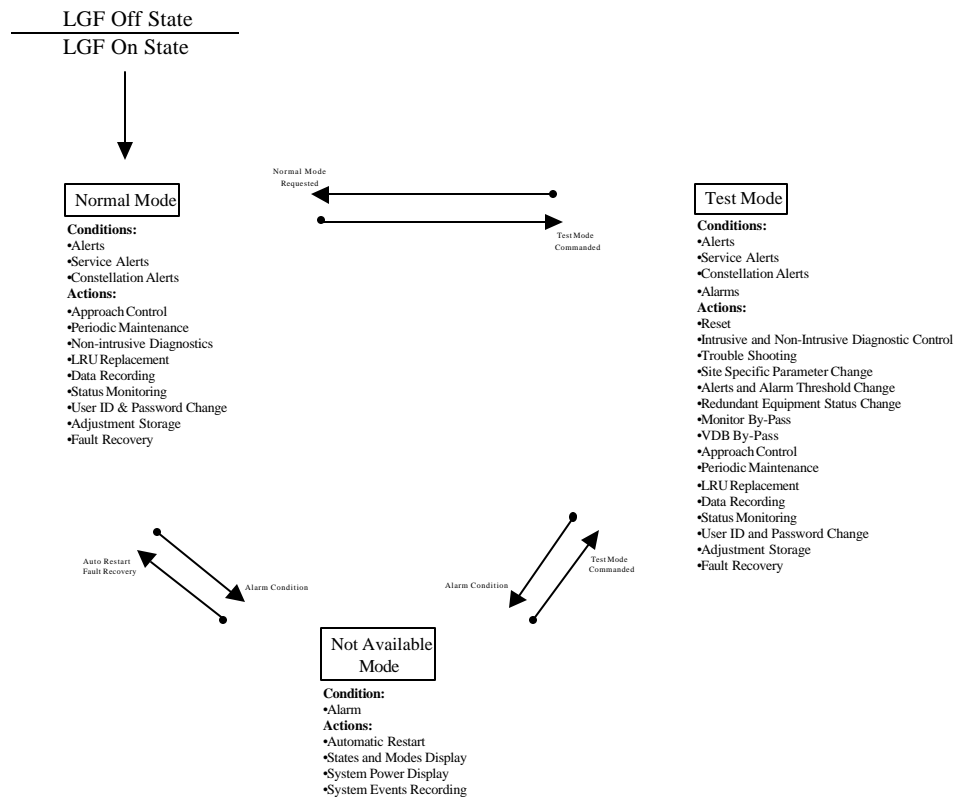 LGF Off State
LGF On State
Normal Mode
Requested
Test Mode
Commanded
Normal Mode
Conditions:
•Alerts
•Service Alerts
•Constellation Alerts
Actions:
•Approach Control
•Periodic Maintenance
•Non-intrusive Diagnostics
•LRU Replacement
•Data Recording
•Status Monitoring
•User ID & Password Change
•Adjustment Storage
•Fault Recovery
Test Mode
Conditions:
•Alerts
•Service Alerts
•Constellation Alerts
•Alarms
Actions:
•Reset
•Intrusive and Non-Intrusive Diagnostic Control
•Trouble Shooting
•Site Specific Parameter Change
•Alerts and Alarm Threshold Change
•Redundant Equipment Status Change
•Monitor By-Pass
•VDB By-Pass
•Approach Control
•Periodic Maintenance
•LRU Replacement
•Data Recording
•Status Monitoring
•User ID and Password Change
•Adjustment Storage
•Fault Recovery
Auto Restart
Fault Recovery
Alarm Condition
Alarm Condition
Test Mode
Commanded
Not Available
Mode
Condition:
•Alarm
Actions:
•Automatic Restart
•States and Modes Display
•System Power Display
•System Events Recording